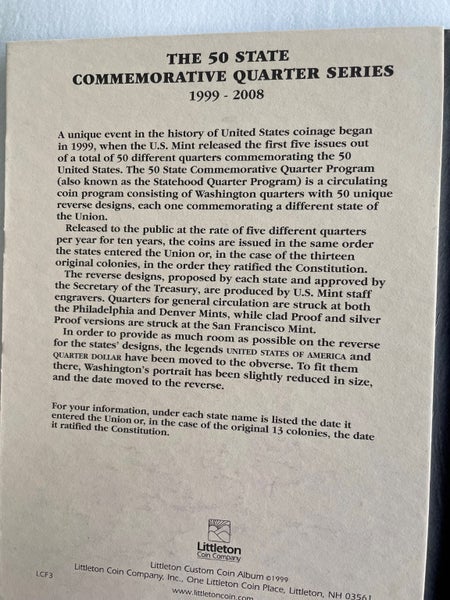 THE 50 STATE
COMMEMORATIVE QUARTER SERIES
1999 - 2008
A unique event in the history of United States coinage began
in 1999, when the U.S. Mint released the first five issues out
of a total of 50 different quarters commemorating the 50
United States. The 50 State Commemorative Quarter Program
(also known as the Statehood Quarter Program) is a circulating
coin program consisting of Washington quarters with 50 unique
reverse designs, each one commemorating a different state of
the Union.
Released to the public at the rate of five different quarters
per year for ten years, the coins are issued in the same order
the states entered the Union or, in the case of the thirteen
original colonies, in the order they ratified the Constitution.
The reverse designs, proposed by each state and approved by
the Secretary of the Treasury, are produced by U.S. Mint staff
engravers. Quarters for general circulation are struck at both
the Philadelphia and Denver Mints, while clad Proof and silver
Proof versions are struck at the San Francisco Mint.
In order to provide as much room as possible on the reverse
for the states' designs, the legends UNITED STATES OF AMERICA and
QUARTER DOLLAR have been moved to the obverse. To fit them
there, Washington's portrait has been slightly reduced in size,
and the date moved to the reverse.
For your information, under each state name is listed the date it
entered the Union or, in the case of the original 13 colonies, the date
it ratified the Constitution.
Littleton
Coin Company
Littleton Custom Coin Album ©1999
LCF3 Littleton Coin Company, Inc., One Littleton Coin Place, Littleton, NH 03561
www.littletoncoin.com